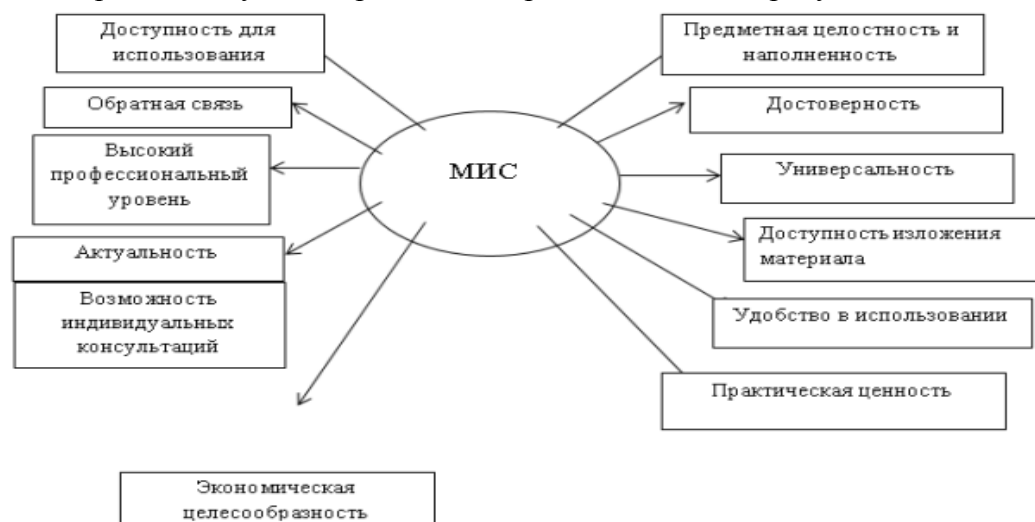 Доступность для
использования
Предметная целостность и
наполненность
Обратная связь
Достоверность
Высокий
профессиональный
уровень
МИС
Универсальность
Актуальность
Доступность изложения
материала
Возможность
индивидуальных
консультаций
Удобство в использовании
Практическая ценность
Экономическая
целесообразность